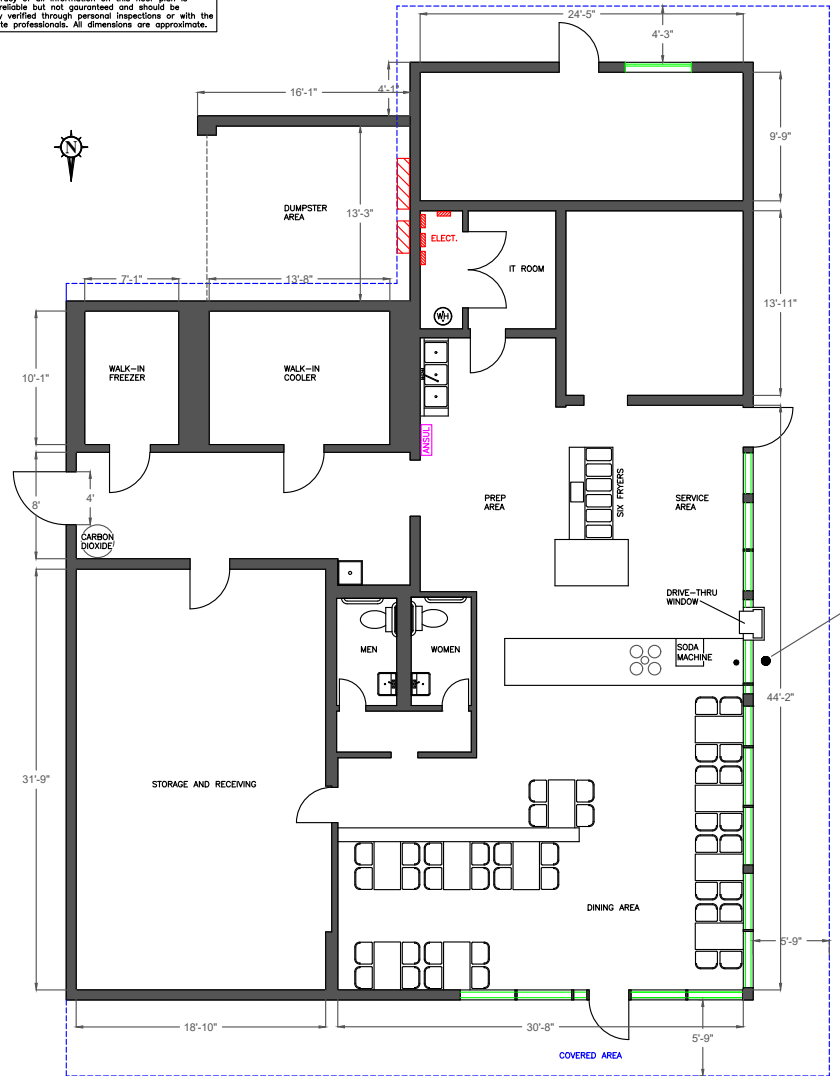 reliable but not gauranteed and should be
verified through personal inspections or with the
professionals. All dimensions are approximate.
24'-5"
4'-3"
16'-1"
4'-1"
9'-9"
N
DUMPSTER
AREA
13'-3"
ELECT.
IT ROOM
WH
13'-11"
7'-1"
13'-8"
10'-1"
WALK-IN
FREEZER
WALK-IN
COOLER
ANSUL
8'
4'
CARBON
DIOXIDE
PREP
AREA
SIX FRYERS
SERVICE
AREA
DRIVE-THRU
WINDOW
MEN
WOMEN
SODA
MACHINE
44'-2"
31'-9"
STORAGE AND RECEIVING
DINING AREA
5'-9"
18'-10"
30'-8"
5'-9"
COVERED AREA